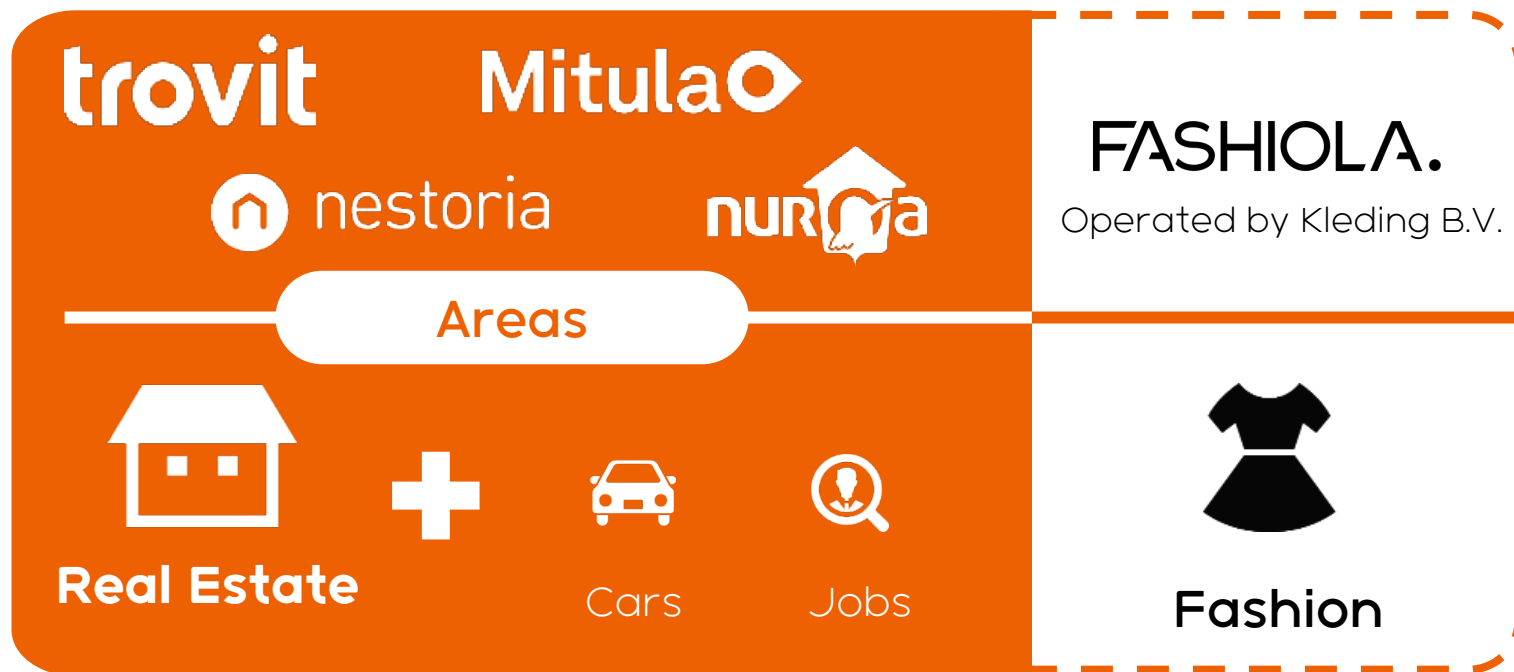 trovit
Mitula
nestoria
nuroa
Areas
Real Estate
Cars
Jobs
FASHIOLA.
Operated by Kleding B.V.
Fashion